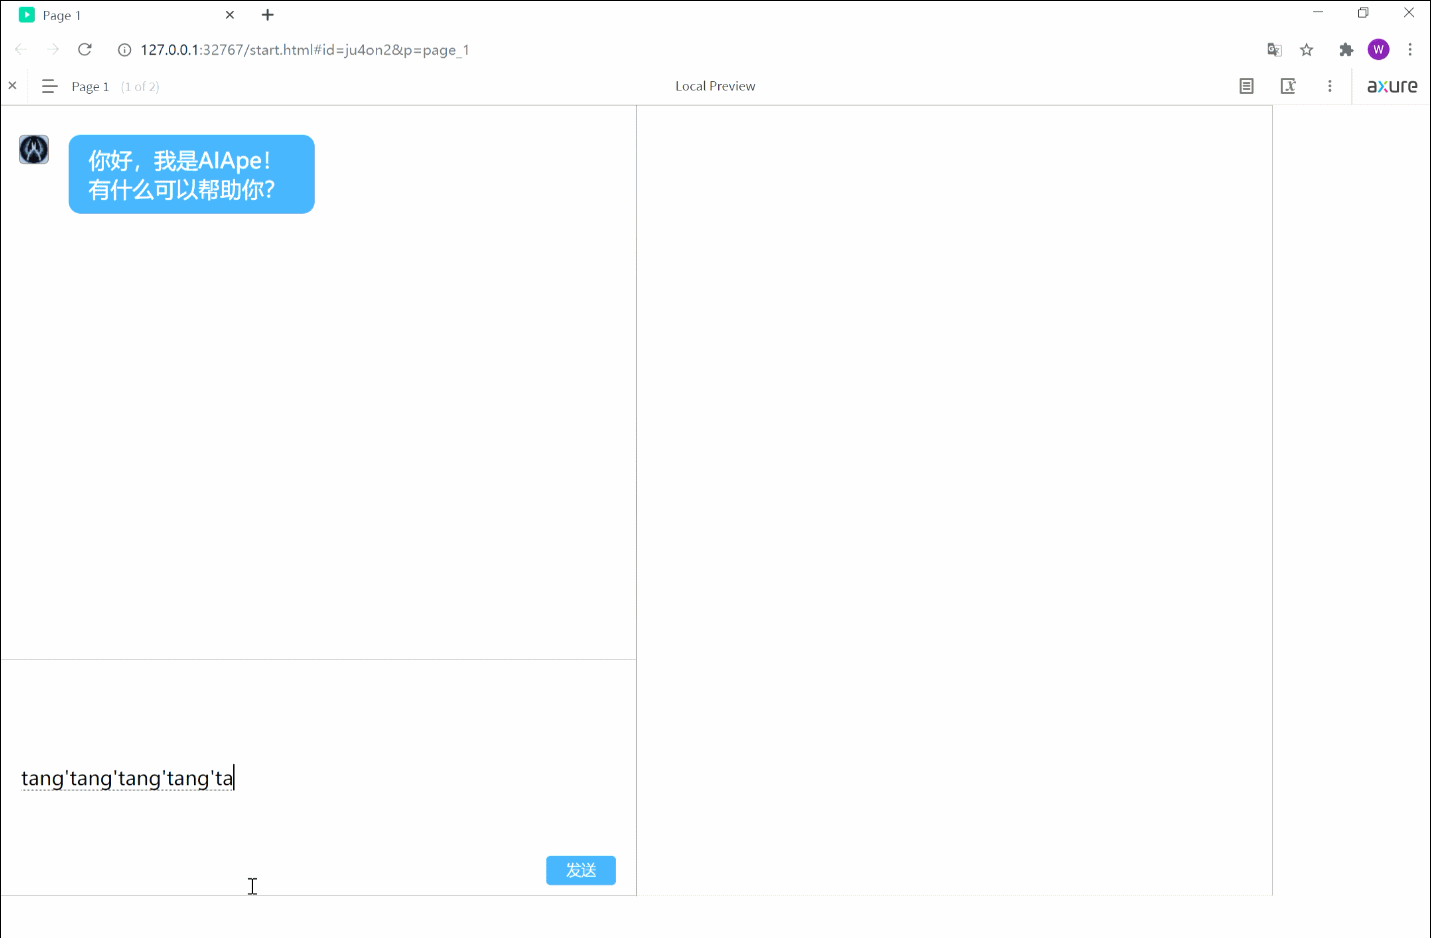 Page 1
127.0.0.1:32767/start.html#id=ju4on2&p=page_1
W
Page 1 (1 of 2)
Local Preview
axure
你好，我是AIApe！
有什么可以帮助你？
tang'tang'tang'tang'ta
发送